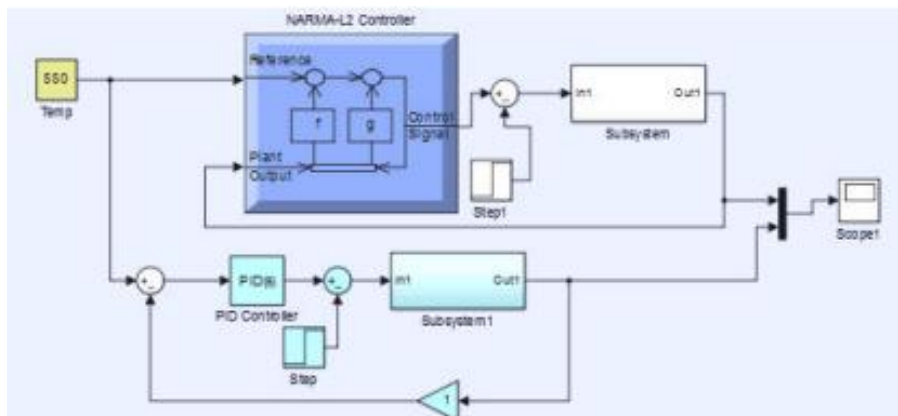 NARMA-L2 Controller
550
Temp
Reference
f
g
Control
Signal
Plant
Output
+_
In1
Out1
Subsystem
Step1
Scope1
+_
PID(s)
PID Controller
+_
In1
Out1
Subsystem1
Step
1